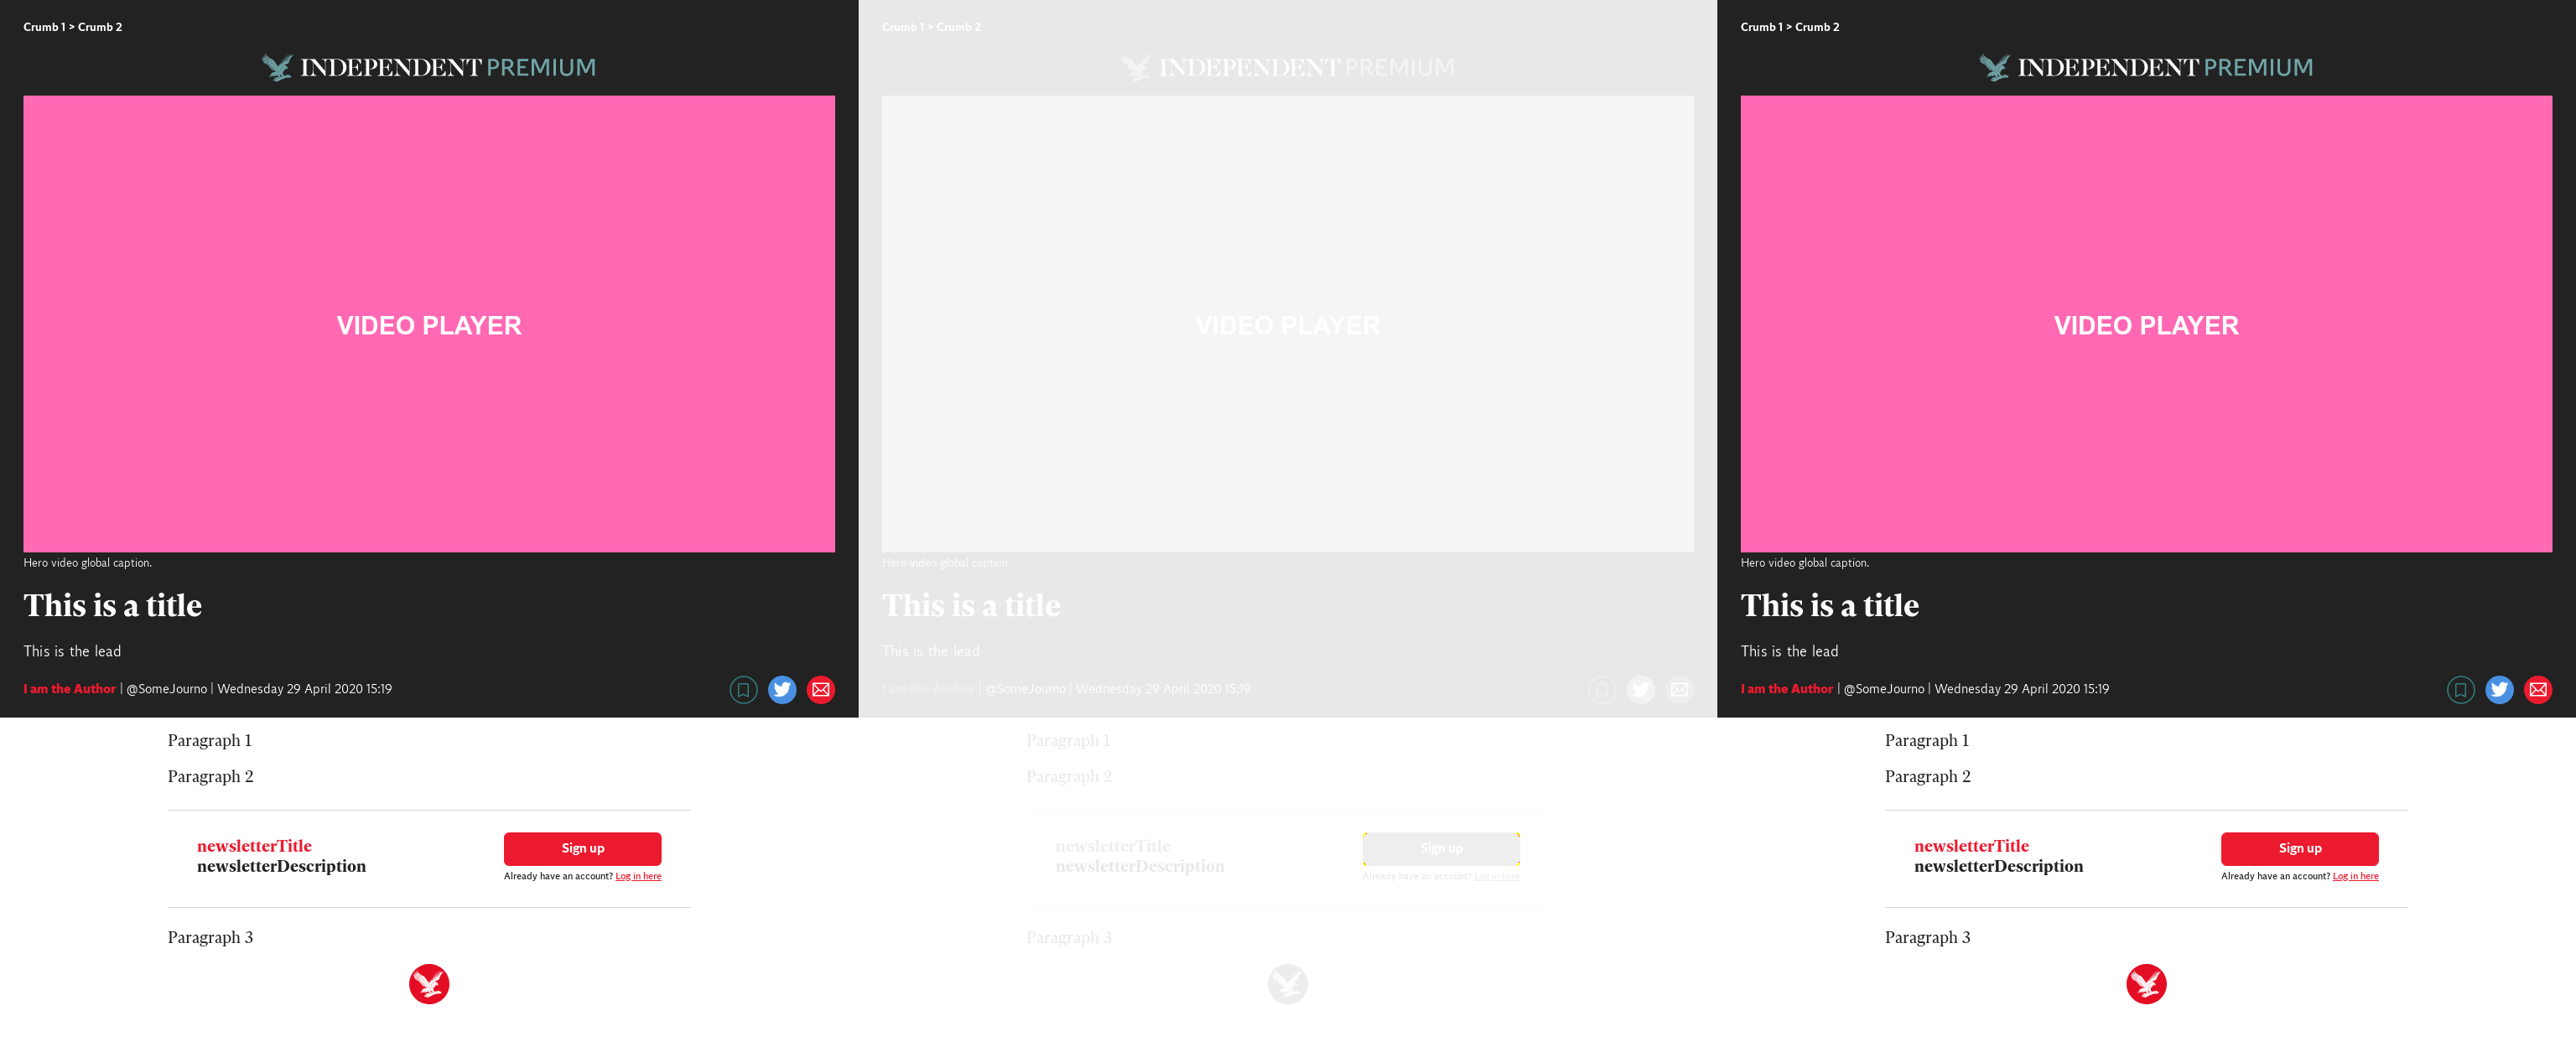 Crumb 1 > Crumb 2
INDEPENDENT PREMIUM
VIDEO PLAYER
Hero video global caption.
This is a title
This is the lead
I am the Author | @SomeJourno | Wednesday 29 April 2020 15:19
Paragraph 1
Paragraph 2
newsletterTitle
newsletterDescription
Sign up
Already have an account? Log in here
Paragraph 3
Crumb 1 > Crumb 2
INDEPENDENT PREMIUM
VIDEO PLAYER
Hero video global caption.
This is a title
This is the lead
I am the Author | @SomeJourno | Wednesday 29 April 2020 15:19
Paragraph 1
Paragraph 2
newsletterTitle
newsletterDescription
Sign up
Already have an account? Log in here
Paragraph 3
Crumb 1 > Crumb 2
INDEPENDENT PREMIUM
VIDEO PLAYER
Hero video global caption.
This is a title
This is the lead
I am the Author | @SomeJourno | Wednesday 29 April 2020 15:19
Paragraph 1
Paragraph 2
newsletterTitle
newsletterDescription
Sign up
Already have an account? Log in here
Paragraph 3